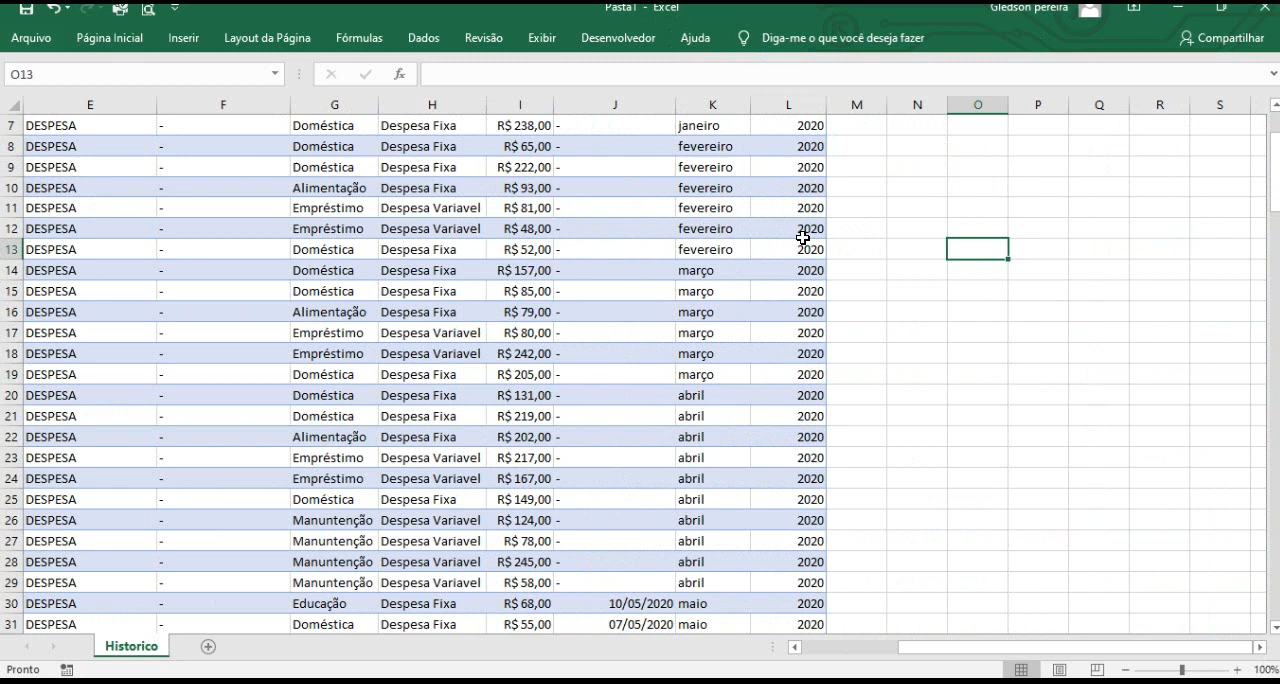 Pasta1 - Excel
Gledson pereira
Arquivo Página Inicial Inserir Layout da Página Fórmulas Dados Revisão Exibir Desenvolvedor Ajuda Diga-me o que você deseja fazer Compartilhar
O13 fx
E F G H I J K L M N O P Q R S
7 DESPESA - Doméstica Despesa Fixa R$ 238,00 - janeiro 2020
8 DESPESA - Doméstica Despesa Fixa R$ 65,00 - fevereiro 2020
9 DESPESA - Doméstica Despesa Fixa R$ 222,00 - fevereiro 2020
10 DESPESA - Alimentação Despesa Fixa R$ 93,00 - fevereiro 2020
11 DESPESA - Empréstimo Despesa Variavel R$ 81,00 - fevereiro 2020
12 DESPESA - Empréstimo Despesa Variavel R$ 48,00 - fevereiro 2020
13 DESPESA - Doméstica Despesa Fixa R$ 52,00 - fevereiro 2020
14 DESPESA - Doméstica Despesa Fixa R$ 157,00 - março 2020
15 DESPESA - Doméstica Despesa Fixa R$ 85,00 - março 2020
16 DESPESA - Alimentação Despesa Fixa R$ 79,00 - março 2020
17 DESPESA - Empréstimo Despesa Variavel R$ 80,00 - março 2020
18 DESPESA - Empréstimo Despesa Variavel R$ 242,00 - março 2020
19 DESPESA - Doméstica Despesa Fixa R$ 205,00 - março 2020
20 DESPESA - Doméstica Despesa Fixa R$ 131,00 - abril 2020
21 DESPESA - Doméstica Despesa Fixa R$ 219,00 - abril 2020
22 DESPESA - Alimentação Despesa Fixa R$ 202,00 - abril 2020
23 DESPESA - Empréstimo Despesa Variavel R$ 217,00 - abril 2020
24 DESPESA - Empréstimo Despesa Variavel R$ 167,00 - abril 2020
25 DESPESA - Doméstica Despesa Fixa R$ 149,00 - abril 2020
26 DESPESA - Manuntenção Despesa Variavel R$ 124,00 - abril 2020
27 DESPESA - Manuntenção Despesa Variavel R$ 78,00 - abril 2020
28 DESPESA - Manuntenção Despesa Variavel R$ 245,00 - abril 2020
29 DESPESA - Manuntenção Despesa Variavel R$ 58,00 - abril 2020
30 DESPESA - Educação Despesa Fixa R$ 68,00 10/05/2020 maio 2020
31 DESPESA - Doméstica Despesa Fixa R$ 55,00 07/05/2020 maio 2020
Historico
Pronto 100%